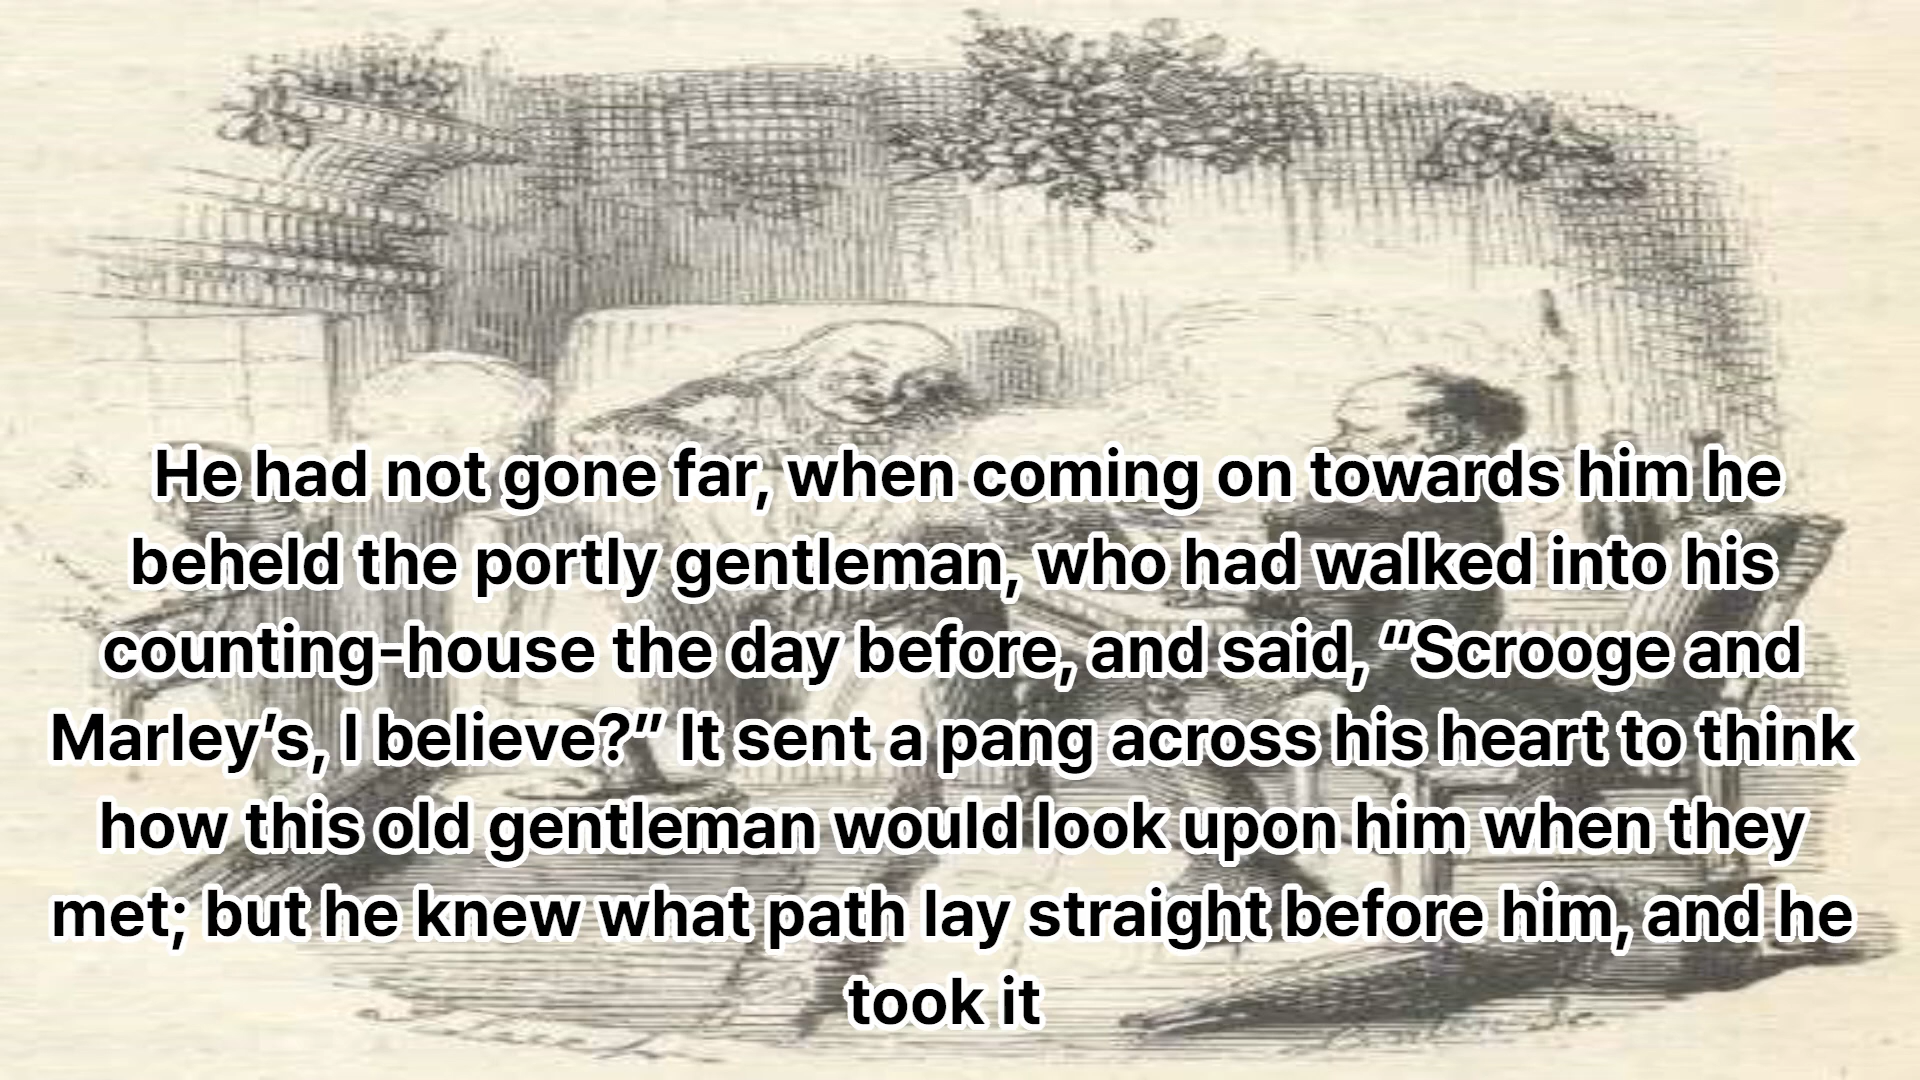 He had not gone far, when coming on towards him he
beheld the portly gentleman, who had walked into his
counting-house the day before, and said, “Scrooge and
Marley’s, I believe?” It sent a pang across his heart to think
how this old gentleman would look upon him when they
met; but he knew what path lay straight before him, and he
took it